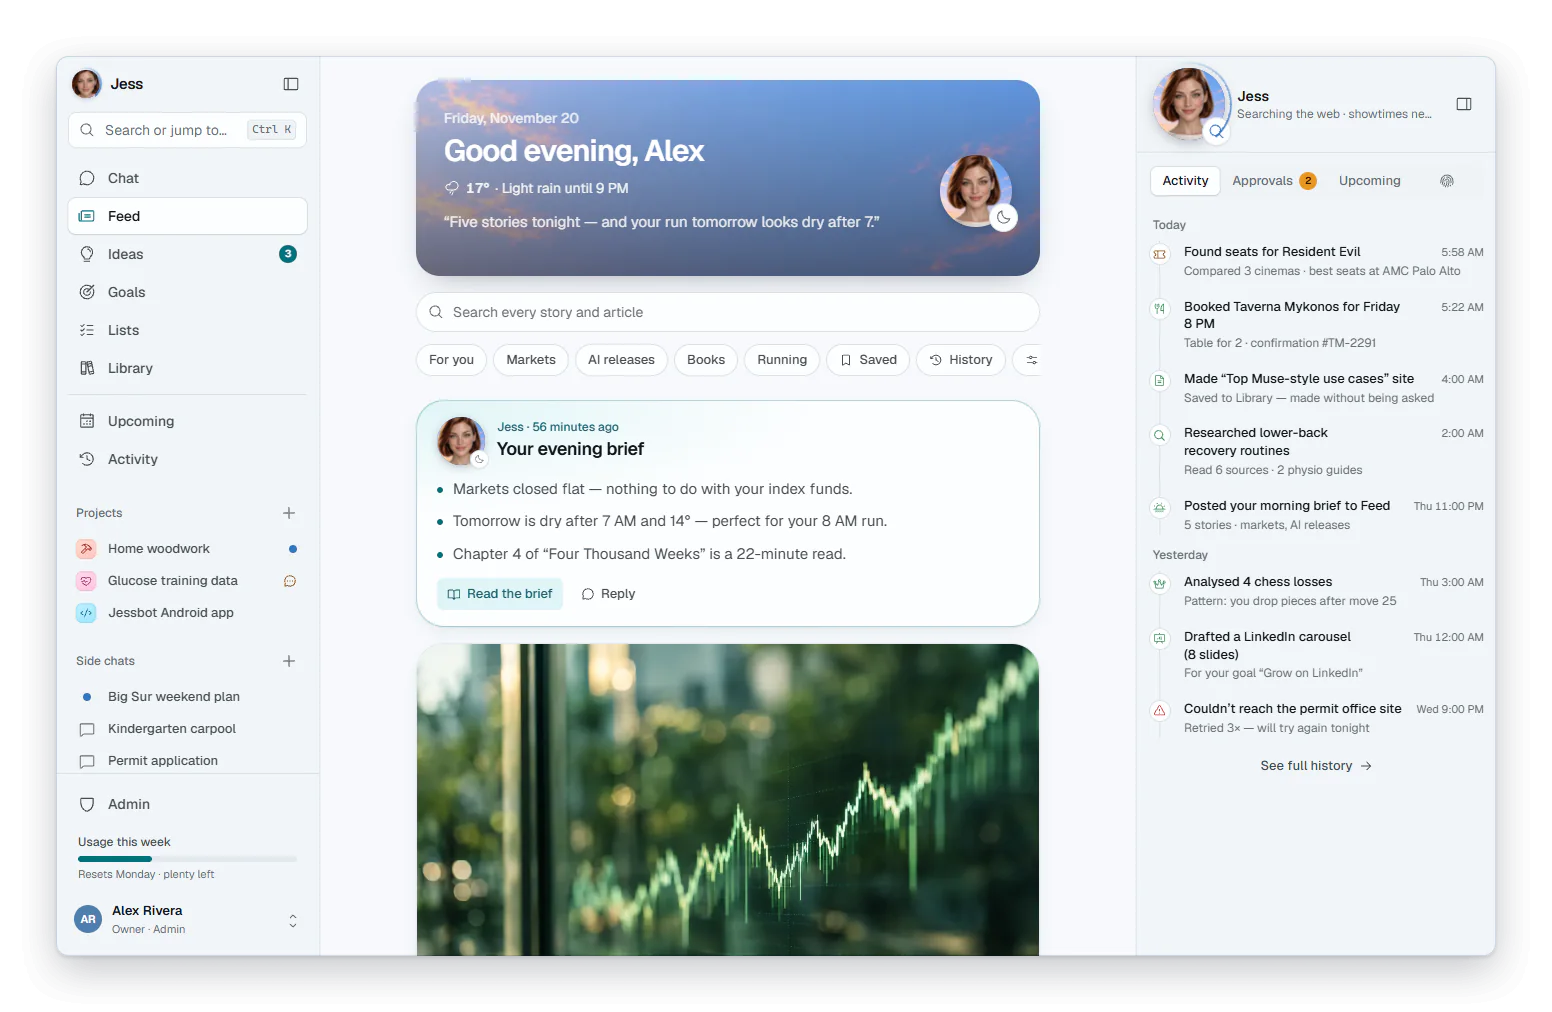 Jess
Search or jump to…
Ctrl K
Chat
Feed
Ideas
3
Goals
Lists
Library
Upcoming
Activity
Projects
Home woodwork
Glucose training data
Jessbot Android app
Side chats
Big Sur weekend plan
Kindergarten carpool
Permit application
Admin
Usage this week
Resets Monday · plenty left
AR
Alex Rivera
Owner · Admin
Friday, November 20
Good evening, Alex
17° · Light rain until 9 PM
“Five stories tonight — and your run tomorrow looks dry after 7.”
Search every story and article
For you
Markets
AI releases
Books
Running
Saved
History
Jess · 56 minutes ago
Your evening brief
Markets closed flat — nothing to do with your index funds.
Tomorrow is dry after 7 AM and 14° — perfect for your 8 AM run.
Chapter 4 of “Four Thousand Weeks” is a 22-minute read.
Read the brief
Reply
Jess
Searching the web · showtimes ne…
Activity
Approvals 2
Upcoming
Today
Found seats for Resident Evil
5:58 AM
Compared 3 cinemas · best seats at AMC Palo Alto
Booked Taverna Mykonos for Friday
8 PM
5:22 AM
Table for 2 · confirmation #TM-2291
Made “Top Muse-style use cases” site
4:00 AM
Saved to Library — made without being asked
Researched lower-back
recovery routines
2:00 AM
Read 6 sources · 2 physio guides
Posted your morning brief to Feed
Thu 11:00 PM
5 stories · markets, AI releases
Yesterday
Analysed 4 chess losses
Thu 3:00 AM
Pattern: you drop pieces after move 25
Drafted a LinkedIn carousel
(8 slides)
Thu 12:00 AM
For your goal “Grow on LinkedIn”
Couldn’t reach the permit office site
Wed 9:00 PM
Retried 3× — will try again tonight
See full history